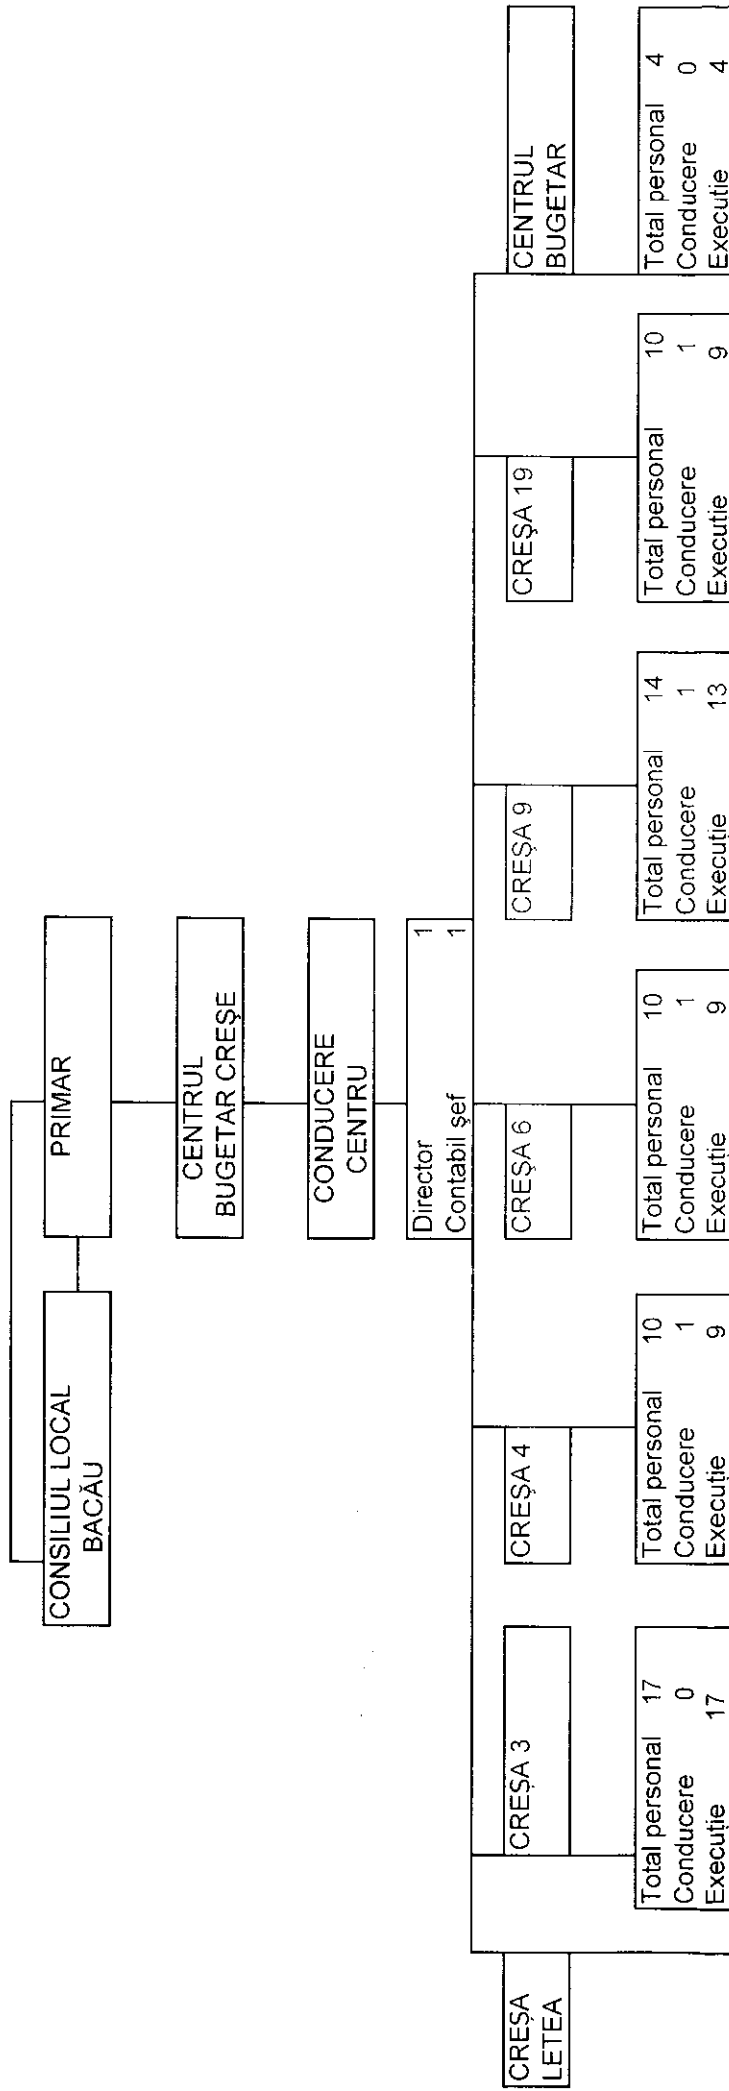 CONSILIUL LOCAL
BACĂU
PRIMAR
CENTRUL
BUGETAR CREȘE
CONDUCERE
CENTRU
Director 1
Contabil șef 1
CREȘA
LETEA
CREȘA 3
CREȘA 4
CREȘA 6
CREȘA 9
CREȘA 19
CENTRUL
BUGETAR
Total personal 17
Conducere 0
Execuție 17
Total personal 10
Conducere 1
Execuție 9
Total personal 10
Conducere 1
Execuție 9
Total personal 14
Conducere 1
Execuție 13
Total personal 10
Conducere 1
Execuție 9
Total personal 4
Conducere 0
Execuție 4